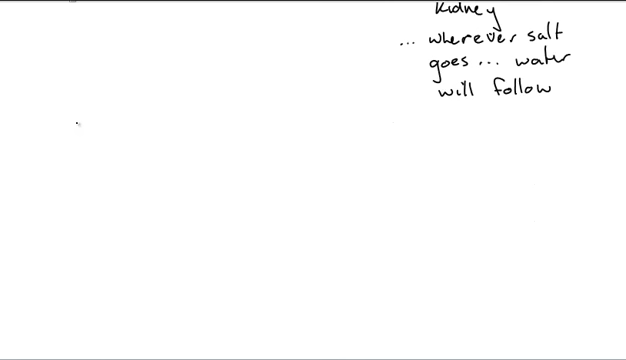 Kidney
... wherever salt
goes ... water
will follow